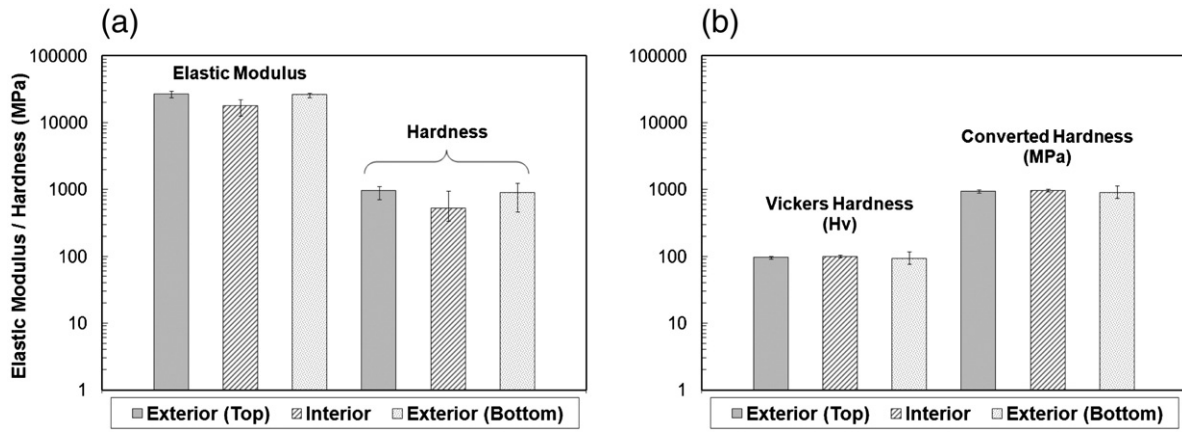 (a)
Elastic Modulus / Hardness (MPa)
100000
10000
1000
100
10
1
Elastic Modulus
Hardness
Exterior (Top) Interior Exterior (Bottom)
(b)
100000
10000
1000
100
10
1
Vickers Hardness
(Hv)
Converted Hardness
(MPa)
Exterior (Top) Interior Exterior (Bottom)